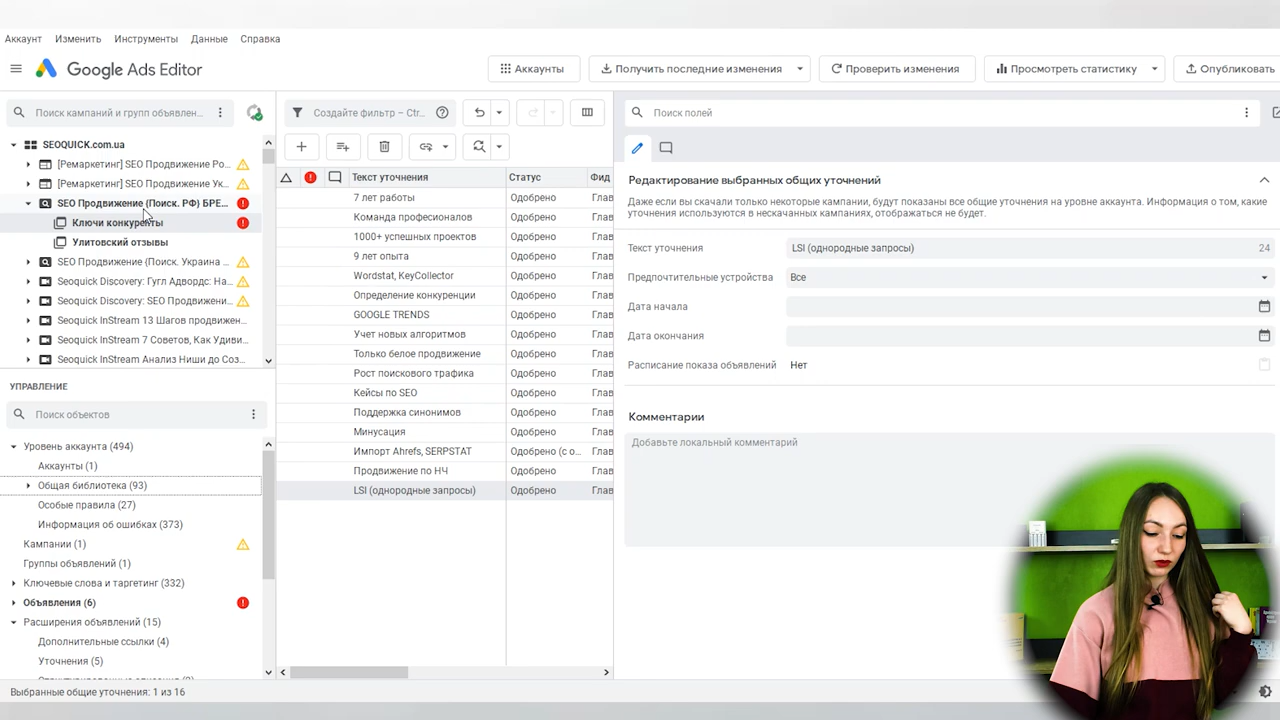 Аккаунт Изменить Инструменты Данные Справка
Google Ads Editor
Аккаунты
Получить последние изменения
Проверить изменения
Просмотреть статистику
Опубликовать
Поиск кампаний и групп объявлен...
SEOQUICK.com.ua
[Ремаркетинг] SEO Продвижение Ро...
[Ремаркетинг] SEO Продвижение Ук...
SEO Продвижение (Поиск. РФ) БРЕ...
Ключи конкуренты
Улитовский отзывы
SEO Продвижение (Поиск. Украина ...
Seoquick Discovery: Гугл Адвордс: На...
Seoquick Discovery: SEO Продвижени...
Seoquick InStream 13 Шагов продвижен...
Seoquick InStream 7 Советов, Как Удиви...
Seoquick InStream Анализ Ниши до Соз...
УПРАВЛЕНИЕ
Поиск объектов
Уровень аккаунта (494)
Аккаунты (1)
Общая библиотека (93)
Особые правила (27)
Информация об ошибках (373)
Кампании (1)
Группы объявлений (1)
Ключевые слова и таргетинг (332)
Объявления (6)
Расширения объявлений (15)
Дополнительные ссылки (4)
Уточнения (5)
Выбранные общие уточнения: 1 из 16
Создайте фильтр – Ctr...
Текст уточнения Статус Фид
7 лет работы Одобрено Глав
Команда професионалов Одобрено Глав
1000+ успешных проектов Одобрено Глав
9 лет опыта Одобрено Глав
Wordstat, KeyCollector Одобрено Глав
Определение конкуренции Одобрено Глав
GOOGLE TRENDS Одобрено Глав
Учет новых алгоритмов Одобрено Глав
Только белое продвижение Одобрено Глав
Рост поискового трафика Одобрено Глав
Кейсы по SEO Одобрено Глав
Поддержка синонимов Одобрено Глав
Минусация Одобрено Глав
Импорт Ahrefs, SERPSTAT Одобрено (с о... Глав
Продвижение по НЧ Одобрено Глав
LSI (однородные запросы) Одобрено Глав
Поиск полей
Редактирование выбранных общих уточнений
Даже если вы скачали только некоторые кампании, будут показаны все общие уточнения на уровне аккаунта. Информация о том, какие
уточнения используются в нескачанных кампаниях, отображаться не будет.
Текст уточнения LSI (однородные запросы) 24
Предпочтительные устройства Все
Дата начала
Дата окончания
Расписание показа объявлений Нет
Комментарии
Добавьте локальный комментарий